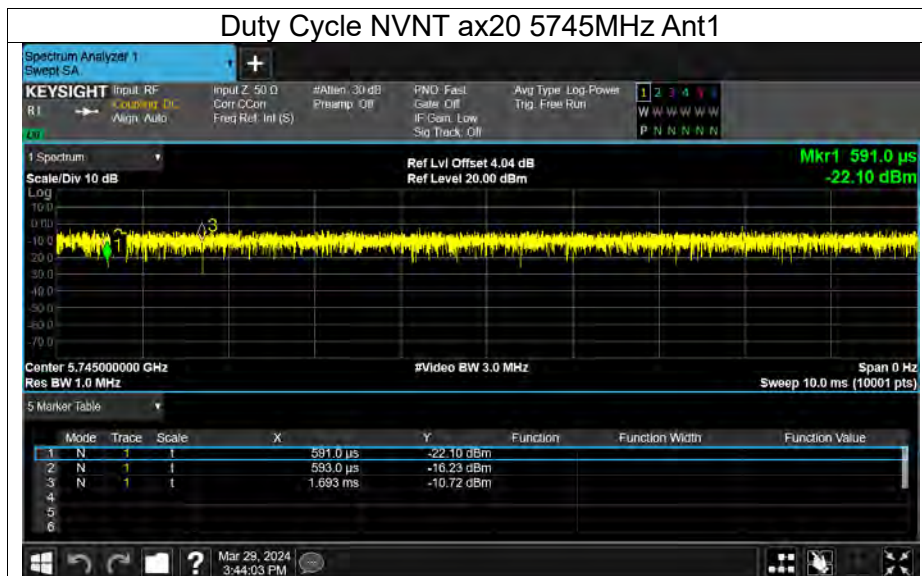 Duty Cycle NVNT ax20 5745MHz Ant1
Spectrum Analyzer 1
Swept SA
+
KEYSIGHT Input: RF Input Z: 50 Ω #Atten: 30 dB PNO: Fast Avg Type: Log-Power 1 2 3 4 5 6
Coupling: DC Corr CCorr Preamp: Off Gate: Off Trig: Free Run W W W W W W
Align: Auto Freq Ref: Int (S) IF Gain: Low
Sig Track: Off P N N N N N
1 Spectrum Ref Lvl Offset 4.04 dB Mkr1 591.0 µs
Scale/Div 10 dB Ref Level 20.00 dBm -22.10 dBm
Log
10.0
0.00
-10.0
-20.0
-30.0
-40.0
-50.0
-60.0
-70.0
1
3
Center 5.745000000 GHz #Video BW 3.0 MHz Span 0 Hz
Res BW 1.0 MHz Sweep 10.0 ms (10001 pts)
5 Marker Table
Mode Trace Scale X Y Function Function Width Function Value
1 N 1 t 591.0 µs -22.10 dBm
2 N 1 t 593.0 µs -16.23 dBm
3 N 1 t 1.693 ms -10.72 dBm
4
5
6
? Mar 29, 2024
3:44:03 PM